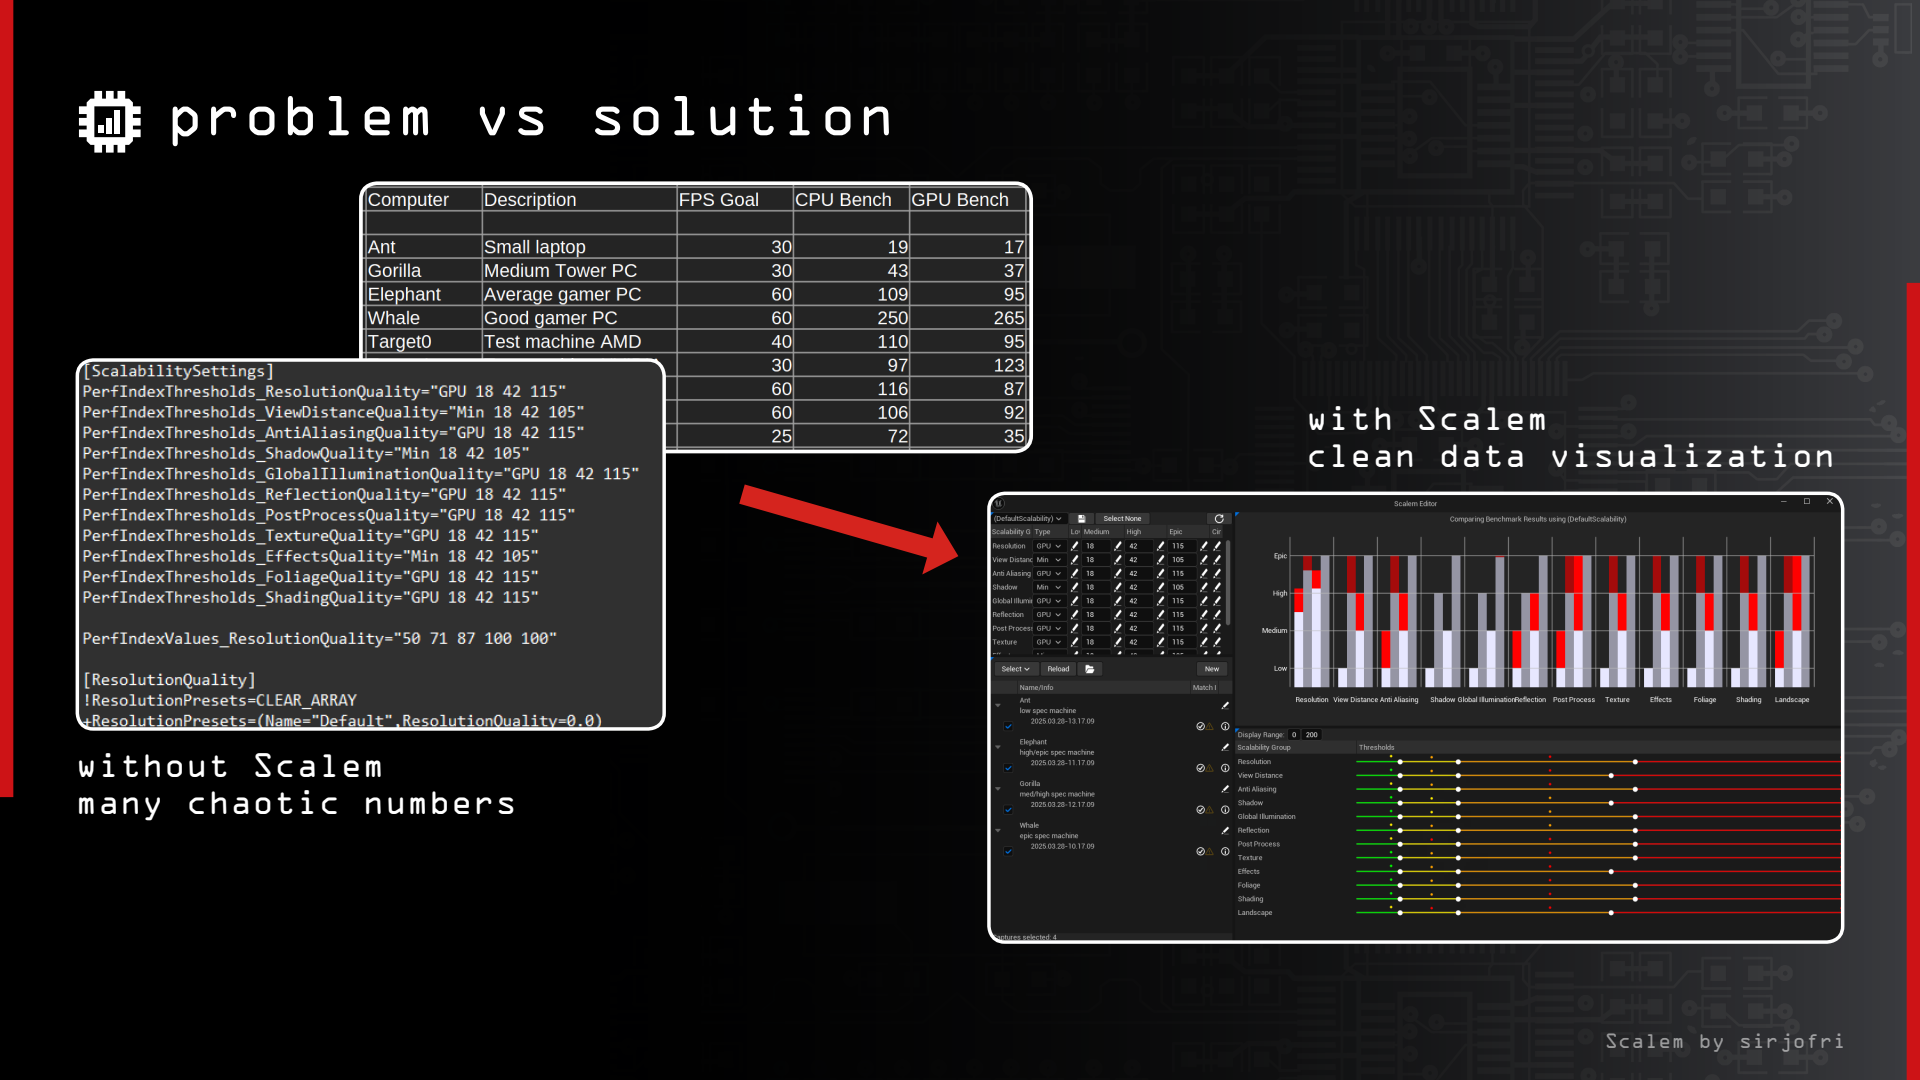 problem vs solution
Computer Description FPS Goal CPU Bench GPU Bench
Ant Small laptop 30 19 17
Gorilla Medium Tower PC 30 43 37
Elephant Average gamer PC 60 109 95
Whale Good gamer PC 60 250 265
Target0 Test machine AMD 40 110 95
30 97 123
60 116 87
60 106 92
25 72 35
[ScalabilitySettings]
PerfIndexThresholds_ResolutionQuality="GPU 18 42 115"
PerfIndexThresholds_ViewDistanceQuality="Min 18 42 105"
PerfIndexThresholds_AntiAliasingQuality="GPU 18 42 115"
PerfIndexThresholds_ShadowQuality="Min 18 42 105"
PerfIndexThresholds_GlobalIlluminationQuality="GPU 18 42 115"
PerfIndexThresholds_ReflectionQuality="GPU 18 42 115"
PerfIndexThresholds_PostProcessQuality="GPU 18 42 115"
PerfIndexThresholds_TextureQuality="GPU 18 42 115"
PerfIndexThresholds_EffectsQuality="Min 18 42 105"
PerfIndexThresholds_FoliageQuality="GPU 18 42 115"
PerfIndexThresholds_ShadingQuality="GPU 18 42 115"
PerfIndexValues_ResolutionQuality="50 71 87 100 100"
[ResolutionQuality]
!ResolutionPresets=CLEAR_ARRAY
+ResolutionPresets=(Name="Default",ResolutionQuality=0.0)
without Scalem
many chaotic numbers
with Scalem
clean data visualization
Scalem Editor
(DefaultScalability) Select None
Scalability G Type Lo Medium High Epic Ci
Resolution GPU 18 42 115
View Distanc Min 18 42 105
Anti Aliasing GPU 18 42 115
Shadow Min 18 42 105
Global Illumi GPU 18 42 115
Reflection GPU 18 42 115
Post Proces GPU 18 42 115
Texture GPU 18 42 115
Select Reload New
Name/Info Match
Ant
low spec machine
2025.03.28-13.17.09
Elephant
high/epic spec machine
2025.03.28-11.17.09
Gorilla
med/high spec machine
2025.03.28-12.17.09
Whale
epic spec machine
2025.03.28-10.17.09
Captures selected: 4
Comparing Benchmark Results using (DefaultScalability)
Epic
High
Medium
Low
Resolution View Distance Anti Aliasing Shadow Global Illumination Reflection Post Process Texture Effects Foliage Shading Landscape
Display Range: 0 200
Scalability Group Thresholds
Resolution
View Distance
Anti Aliasing
Shadow
Global Illumination
Reflection
Post Process
Texture
Effects
Foliage
Shading
Landscape
Scalem by sirjofri